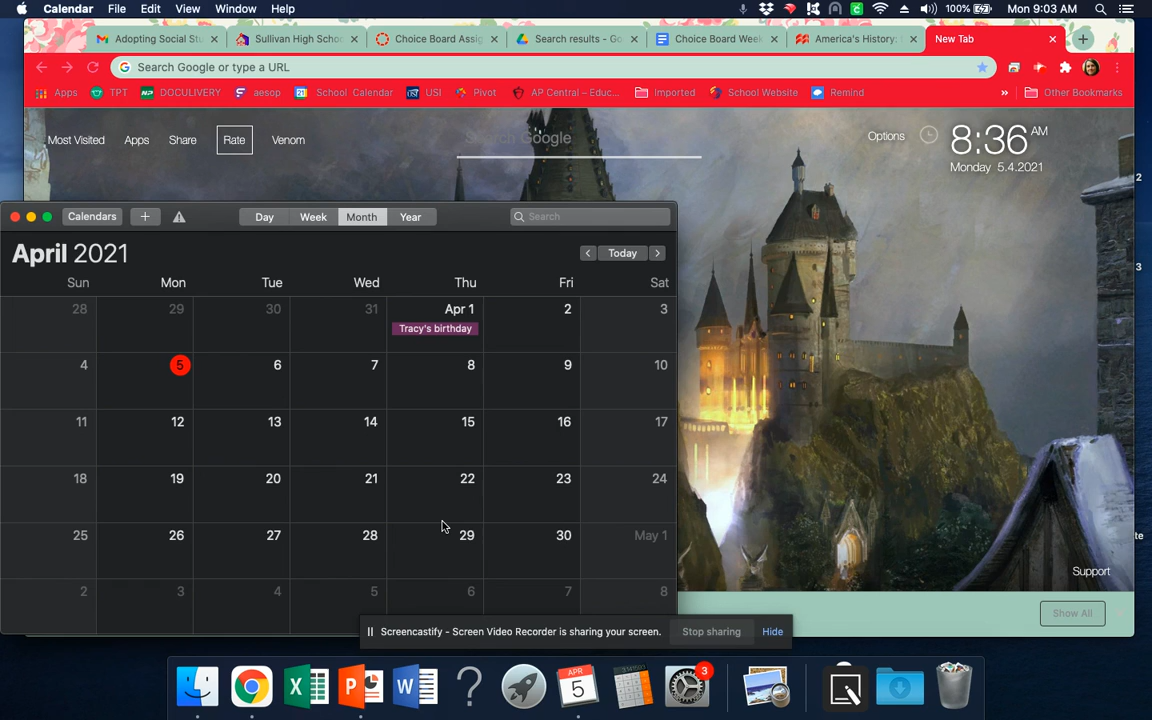 Calendar File Edit View Window Help 100% Mon 9:03 AM
Adopting Social Stu Sullivan High Schoo Choice Board Assig Search results - Go Choice Board Week America's History: New Tab
Search Google or type a URL
Apps TPT DOCULIVERY aesop School Calendar USI Pivot AP Central – Educ... Imported School Website Remind » Other Bookmarks
Most Visited Apps Share Rate Venom Search Google Options 8:36 AM
Monday 5.4.2021
2
Calendars + Day Week Month Year Search
April 2021 < Today >
3
Sun Mon Tue Wed Thu Fri Sat
28 29 30 31 Apr 1 2 3
Tracy's birthday
4 5 6 7 8 9 10
11 12 13 14 15 16 17
18 19 20 21 22 23 24
25 26 27 28 29 30 May 1
te
Support
2 3 4 5 6 7 8
Show All
Screencastify - Screen Video Recorder is sharing your screen. Stop sharing Hide
X P W ? APR 5 3